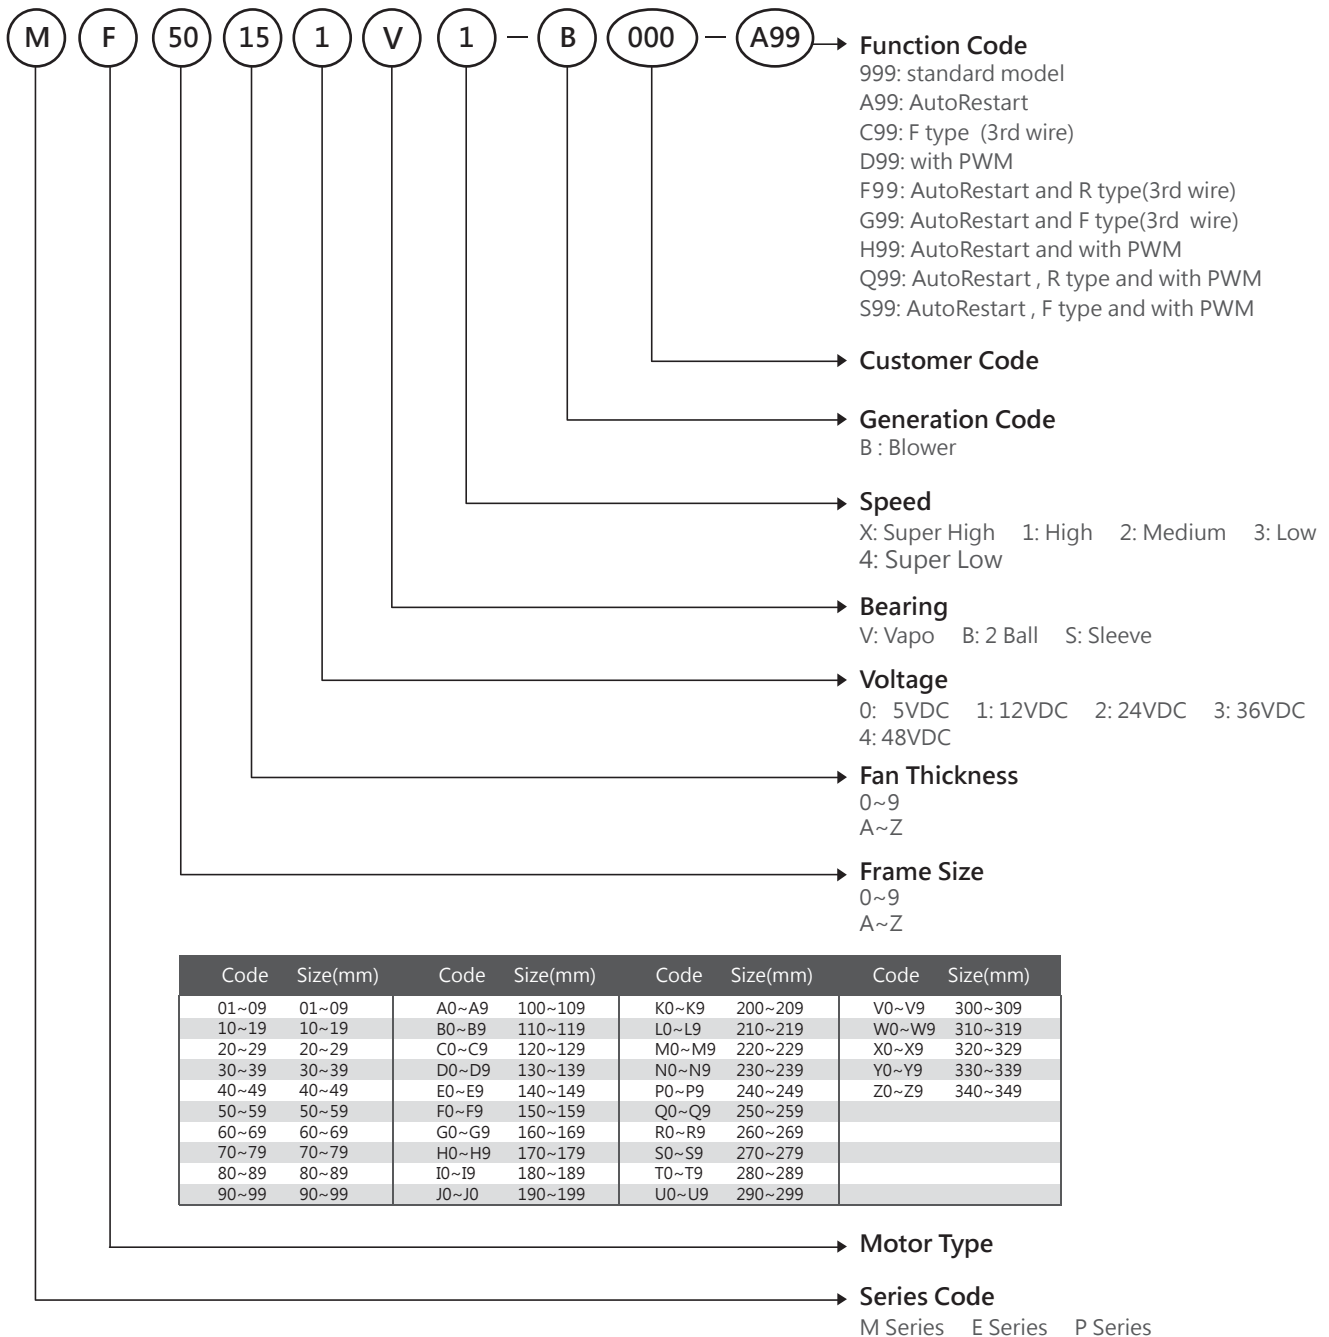 M F 50 15 1 V 1 – B 000 – A99
Function Code
999: standard model
A99: AutoRestart
C99: F type (3rd wire)
D99: with PWM
F99: AutoRestart and R type(3rd wire)
G99: AutoRestart and F type(3rd wire)
H99: AutoRestart and with PWM
Q99: AutoRestart , R type and with PWM
S99: AutoRestart , F type and with PWM
Customer Code
Generation Code
B : Blower
Speed
X: Super High 1: High 2: Medium 3: Low
4: Super Low
Bearing
V: Vapo B: 2 Ball S: Sleeve
Voltage
0: 5VDC 1: 12VDC 2: 24VDC 3: 36VDC
4: 48VDC
Fan Thickness
0~9
A~Z
Frame Size
0~9
A~Z
Code Size(mm) Code Size(mm) Code Size(mm) Code Size(mm)
01~09 01~09 A0~A9 100~109 K0~K9 200~209 V0~V9 300~309
10~19 10~19 B0~B9 110~119 L0~L9 210~219 W0~W9 310~319
20~29 20~29 C0~C9 120~129 M0~M9 220~229 X0~X9 320~329
30~39 30~39 D0~D9 130~139 N0~N9 230~239 Y0~Y9 330~339
40~49 40~49 E0~E9 140~149 P0~P9 240~249 Z0~Z9 340~349
50~59 50~59 F0~F9 150~159 Q0~Q9 250~259
60~69 60~69 G0~G9 160~169 R0~R9 260~269
70~79 70~79 H0~H9 170~179 S0~S9 270~279
80~89 80~89 I0~I9 180~189 T0~T9 280~289
90~99 90~99 J0~J0 190~199 U0~U9 290~299
Motor Type
Series Code
M Series E Series P Series